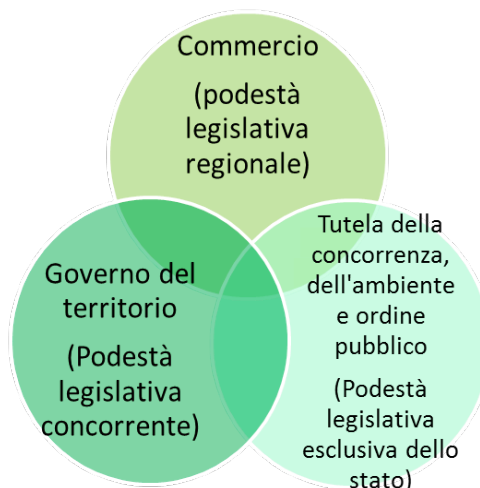 Commercio
(podestà
legislativa
regionale)
Governo del
territorio
(Podestà
legislativa
concorrente)
Tutela della
concorrenza,
dell'ambiente
e ordine
pubblico
(Podestà
legislativa
esclusiva dello
stato)